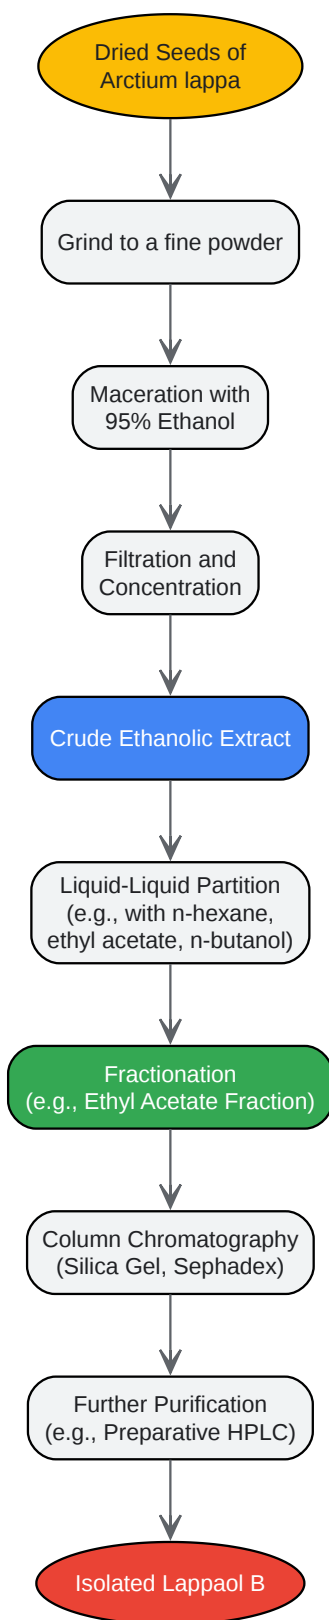 Dried Seeds of
Arctium lappa
Grind to a fine powder
Maceration with
95% Ethanol
Filtration and
Concentration
Crude Ethanolic Extract
Liquid-Liquid Partition
(e.g., with n-hexane,
ethyl acetate, n-butanol)
Fractionation
(e.g., Ethyl Acetate Fraction)
Column Chromatography
(Silica Gel, Sephadex)
Further Purification
(e.g., Preparative HPLC)
Isolated Lappaol B